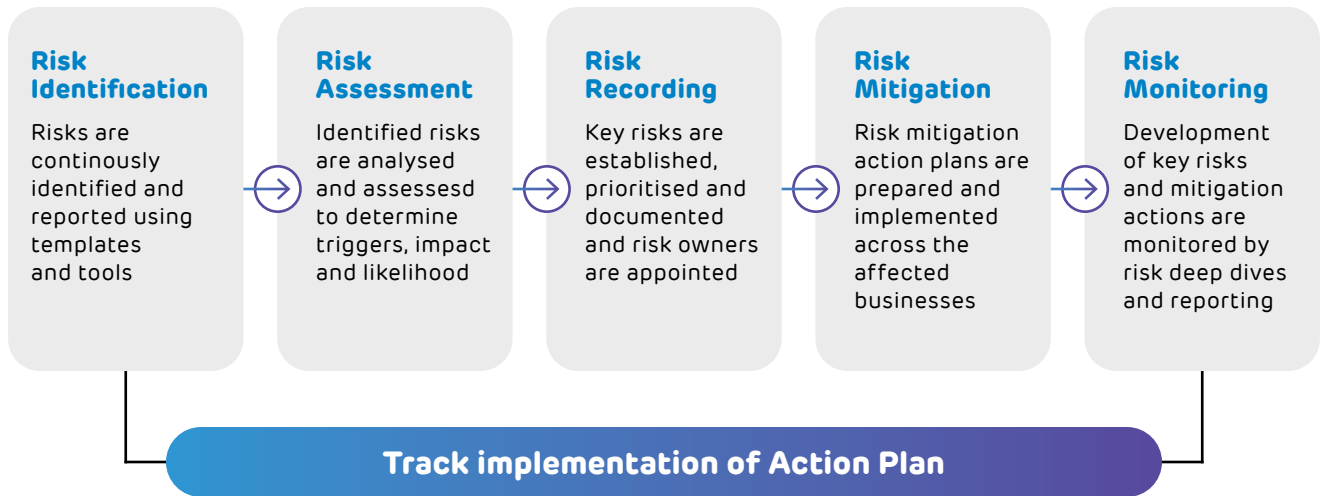 Risk
Identification
Risks are
continously
identified and
reported using
templates
and tools
Risk
Assessment
Identified risks
are analysed
and assessesd
to determine
triggers, impact
and likelihood
Risk
Recording
Key risks are
established,
prioritised and
documented
and risk owners
are appointed
Risk
Mitigation
Risk mitigation
action plans are
prepared and
implemented
across the
affected
businesses
Risk
Monitoring
Development
of key risks
and mitigation
actions are
monitored by
risk deep dives
and reporting
Track implementation of Action Plan